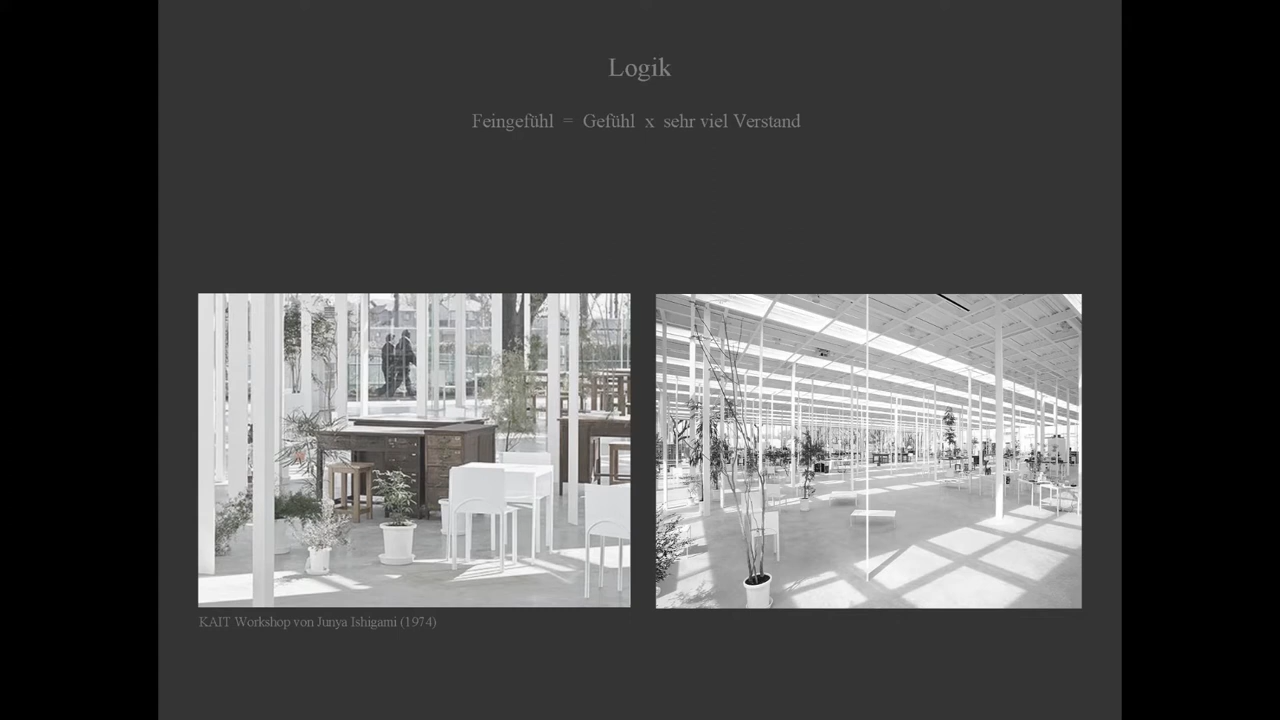 Logik
Feingefühl = Gefühl x sehr viel Verstand
KAIT Workshop von Junya Ishigami (1974)